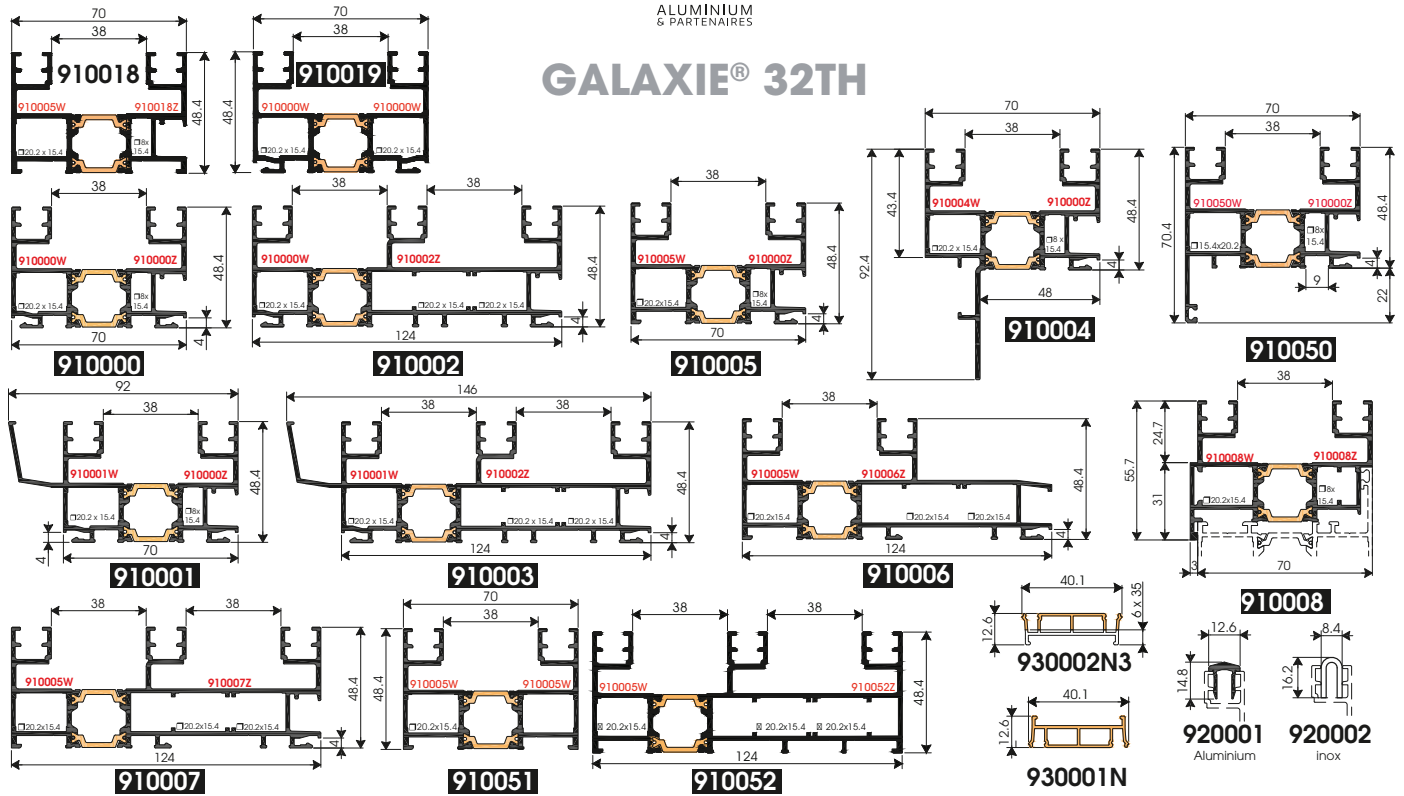 ALUMINIUM
& PARTENAIRES
GALAXIE® 32TH
70
38
910018
910005W
910018Z
20.2 x 15.4
8x
15.4
48.4
70
38
910019
910000W
910000W
20.2 x 15.4
20.2 x 15.4
48.4
70
38
43.4
92.4
910004W
910000Z
20.2 x 15.4
8 x
15.4
48.4
4
48
910004
70
38
70.4
910050W
910000Z
15.4x20.2
8x
15.4
48.4
4
9
22
910050
38
910000W
910000Z
20.2 x 15.4
8x
15.4
48.4
4
70
910000
38
38
910000W
910002Z
20.2 x 15.4
20.2 x 15.4
20.2 x 15.4
48.4
4
124
910002
38
910005W
910000Z
20.2x15.4
8x
15.4
48.4
4
70
910005
92
38
910001W
910000Z
20.2 x 15.4
8x
15.4
48.4
4
70
910001
146
38
38
910001W
910002Z
20.2 x 15.4
20.2 x 15.4
20.2 x 15.4
48.4
4
124
910003
38
910005W
910006Z
20.2x15.4
20.2x15.4
20.2x15.4
48.4
4
124
910006
38
24.7
55.7
31
910008W
910008Z
20.2x15.4
8x
15.4
3
70
910008
38
38
910005W
910007Z
20.2x15.4
20.2x15.4
20.2x15.4
48.4
4
124
910007
70
38
48.4
910005W
910005W
20.2x15.4
910051
38
38
910005W
910052Z
20.2x15.4
20.2x15.4
20.2x15.4
48.4
124
910052
40.1
12.6
6 x 35
930002N3
40.1
12.6
930001N
12.6
14.8
920001
Aluminium
8.4
16.2
920002
inox